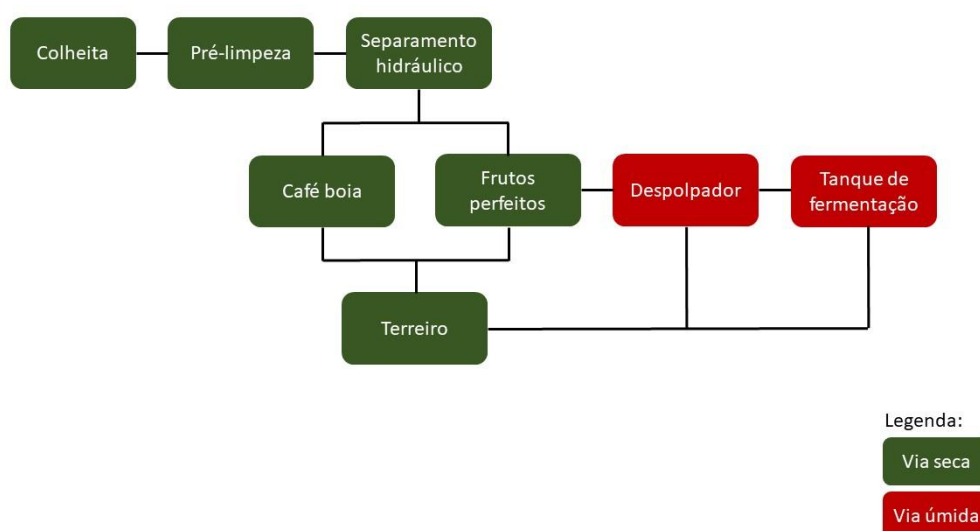 Colheita
Pré-limpeza
Separamento
hidráulico
Café boia
Frutos
perfeitos
Despolpador
Tanque de
fermentação
Terreiro
Legenda:
Via seca
Via úmida